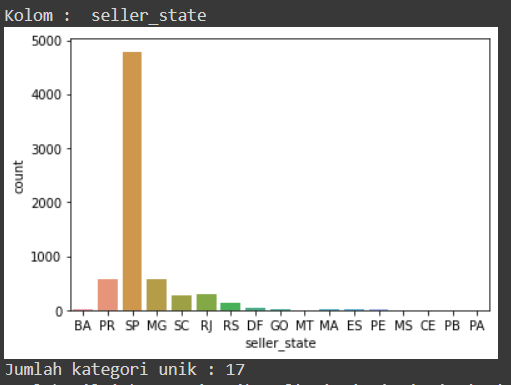 Kolom :  seller_state
5000
4000
3000
2000
1000
0
count
BA PR SP MG SC RJ RS DF GO MT MA ES PE MS CE PB PA
seller_state
Jumlah kategori unik : 17